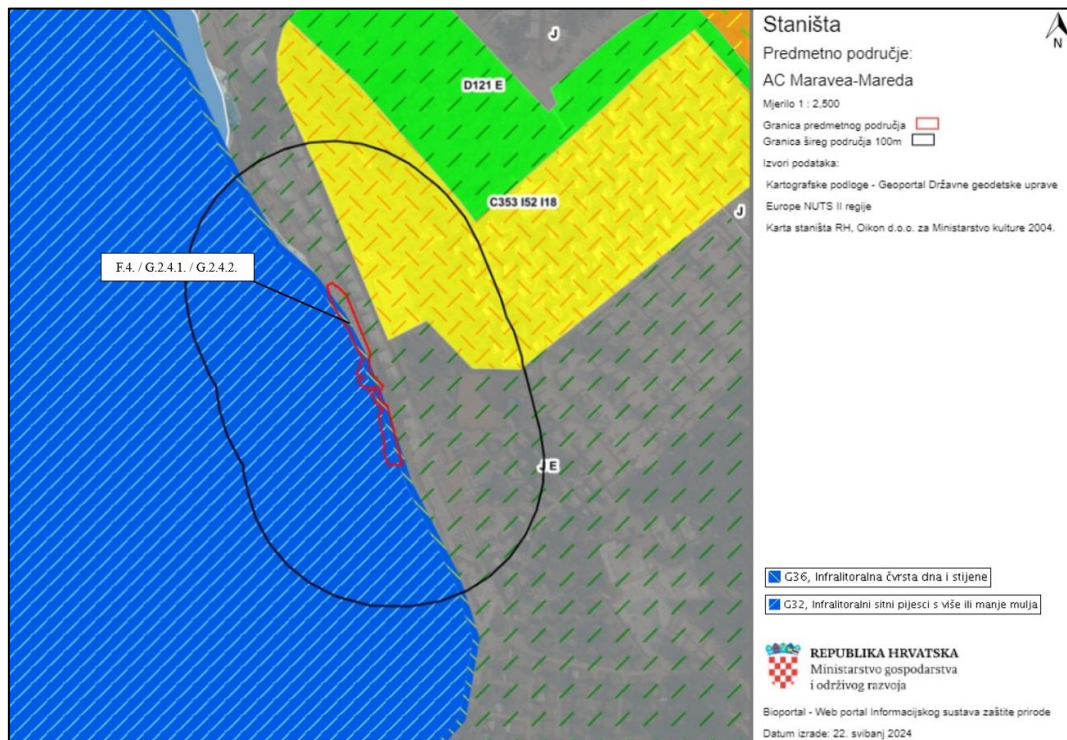 J
D121 E
C353 I52 I18
J
F.4. / G.2.4.1. / G.2.4.2.
J E
Staništa
N
Predmetno područje:
AC Maravea-Mareda
Mjerilo 1 : 2,500
Granica predmetnog područja
Granica šireg područja 100m
Izvori podataka:
Kartografske podloge - Geoportal Državne geodetske uprave
Europe NUTS II regije
Karta staništa RH, Oikon d.o.o. za Ministarstvo kulture 2004.
G36, Infralitoralna čvrsta dna i stijene
G32, Infralitoralni sitni pijesci s više ili manje mulja
REPUBLIKA HRVATSKA
Ministarstvo gospodarstva
i održivog razvoja
Bioportal - Web portal Informacijskog sustava zaštite prirode
Datum izrade: 22. svibanj 2024